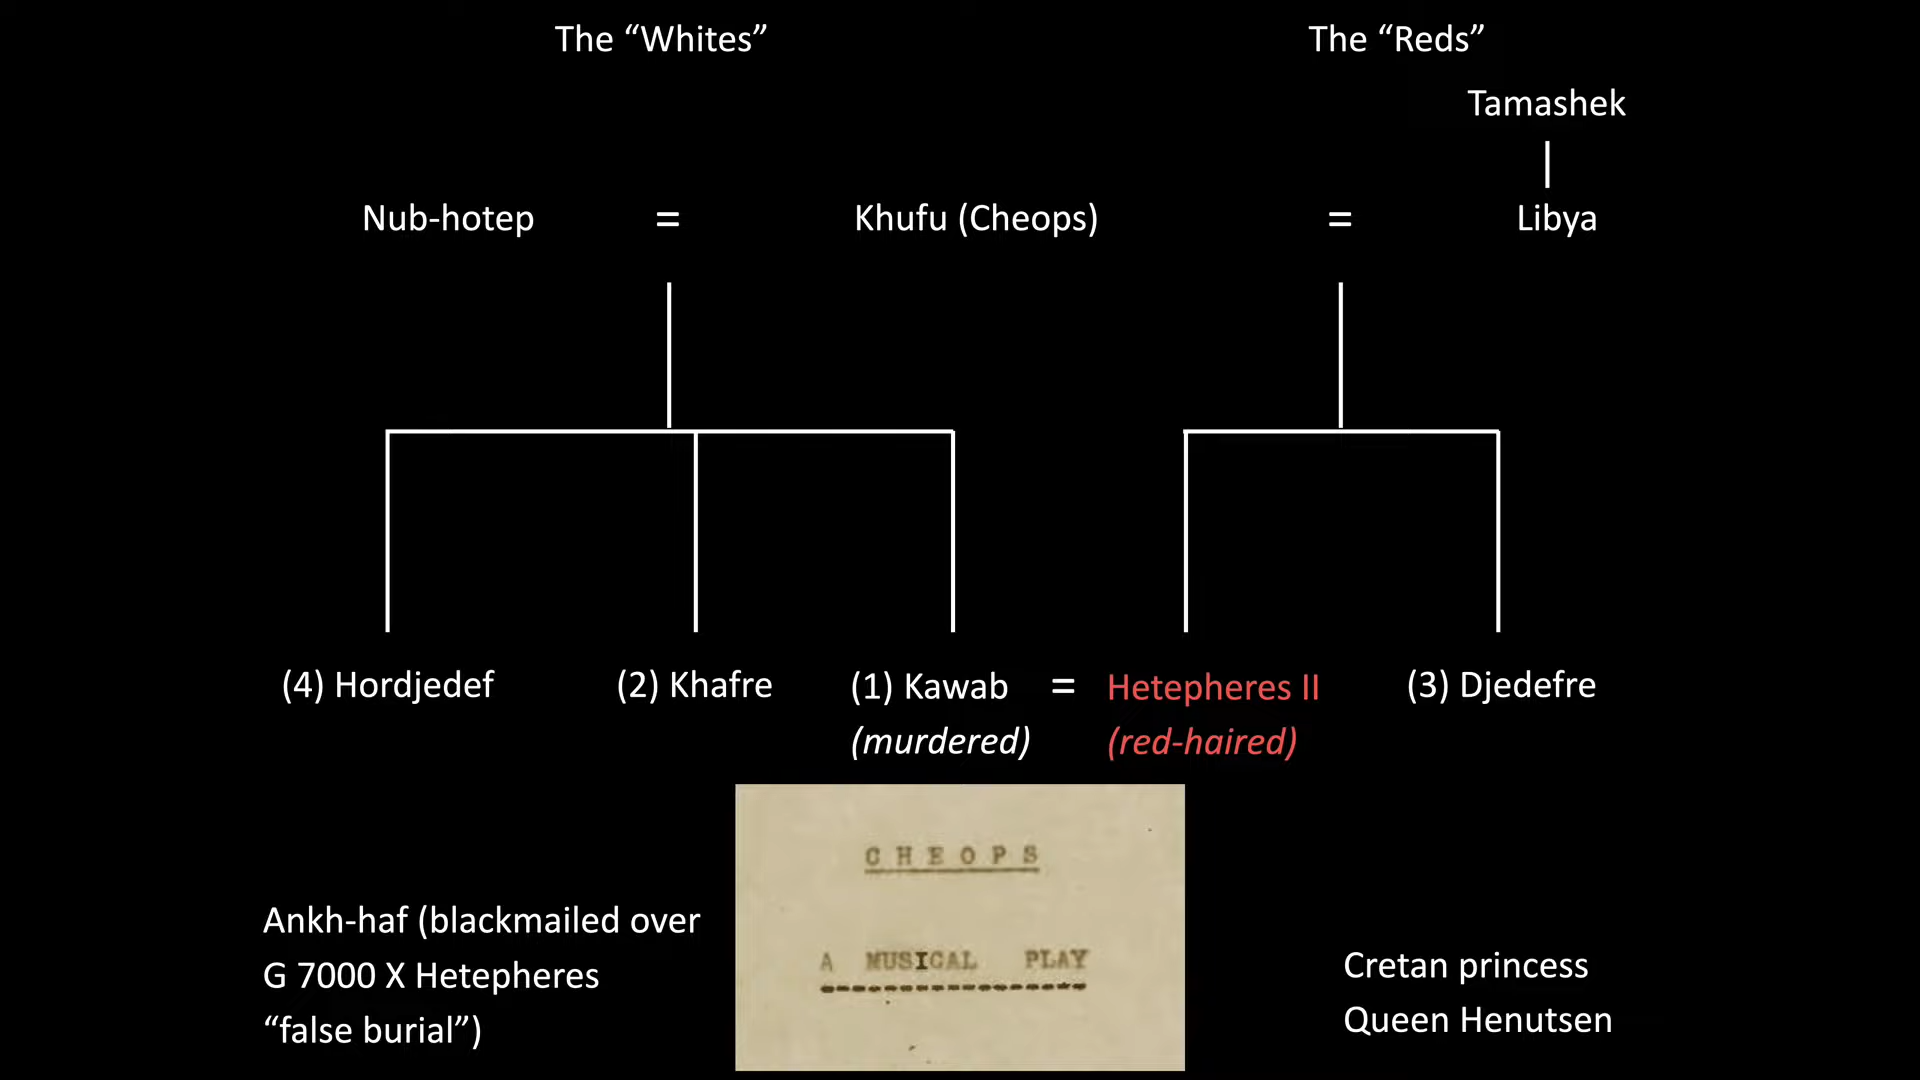 The “Whites”
The “Reds”
Tamashek
Nub-hotep = Khufu (Cheops) = Libya
(4) Hordjedef
(2) Khafre
(1) Kawab = Hetepheres II
(murdered)
(red-haired)
(3) Djedefre
Ankh-haf (blackmailed over
G 7000 X Hetepheres
“false burial”)
CHEOPS
A MUSICAL PLAY
Cretan princess
Queen Henutsen